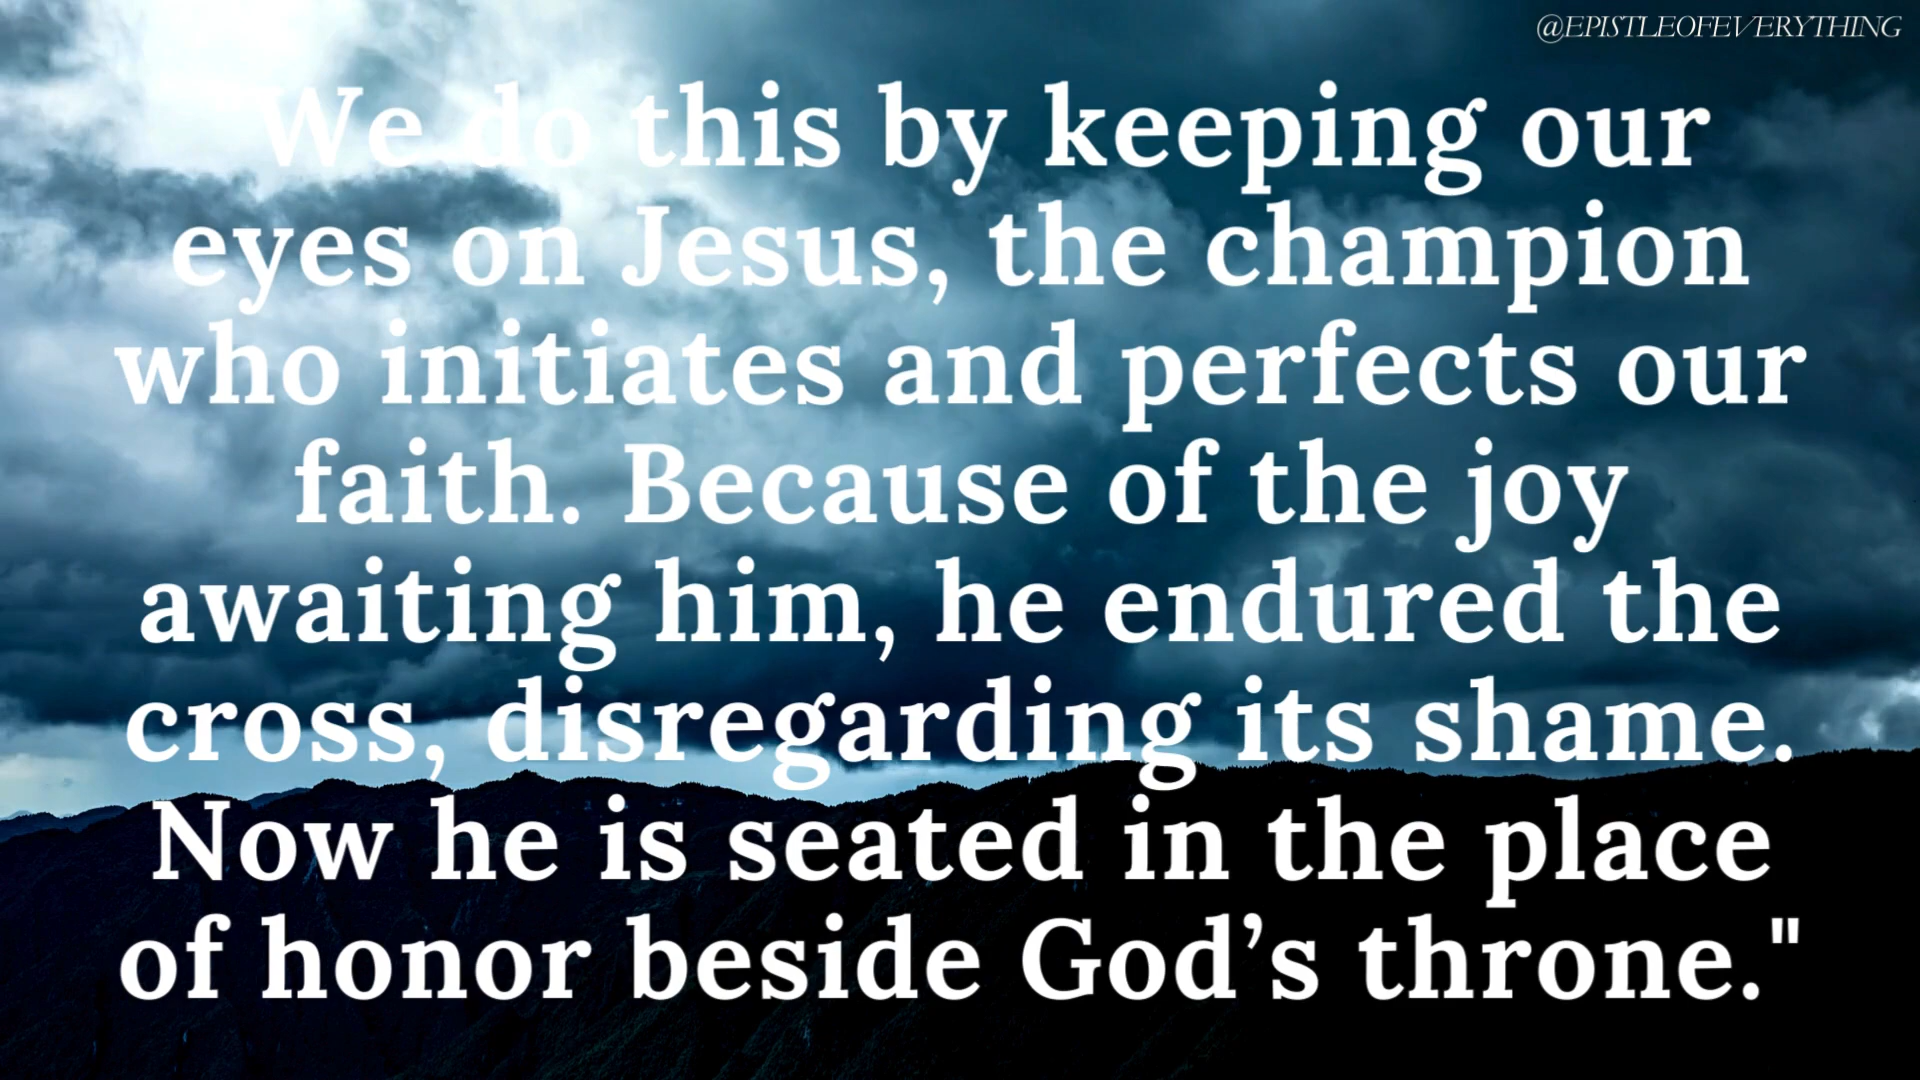 @EPISTLEOFEVERYTHING
"We do this by keeping our
eyes on Jesus, the champion
who initiates and perfects our
faith. Because of the joy
awaiting him, he endured the
cross, disregarding its shame.
Now he is seated in the place
of honor beside God’s throne."